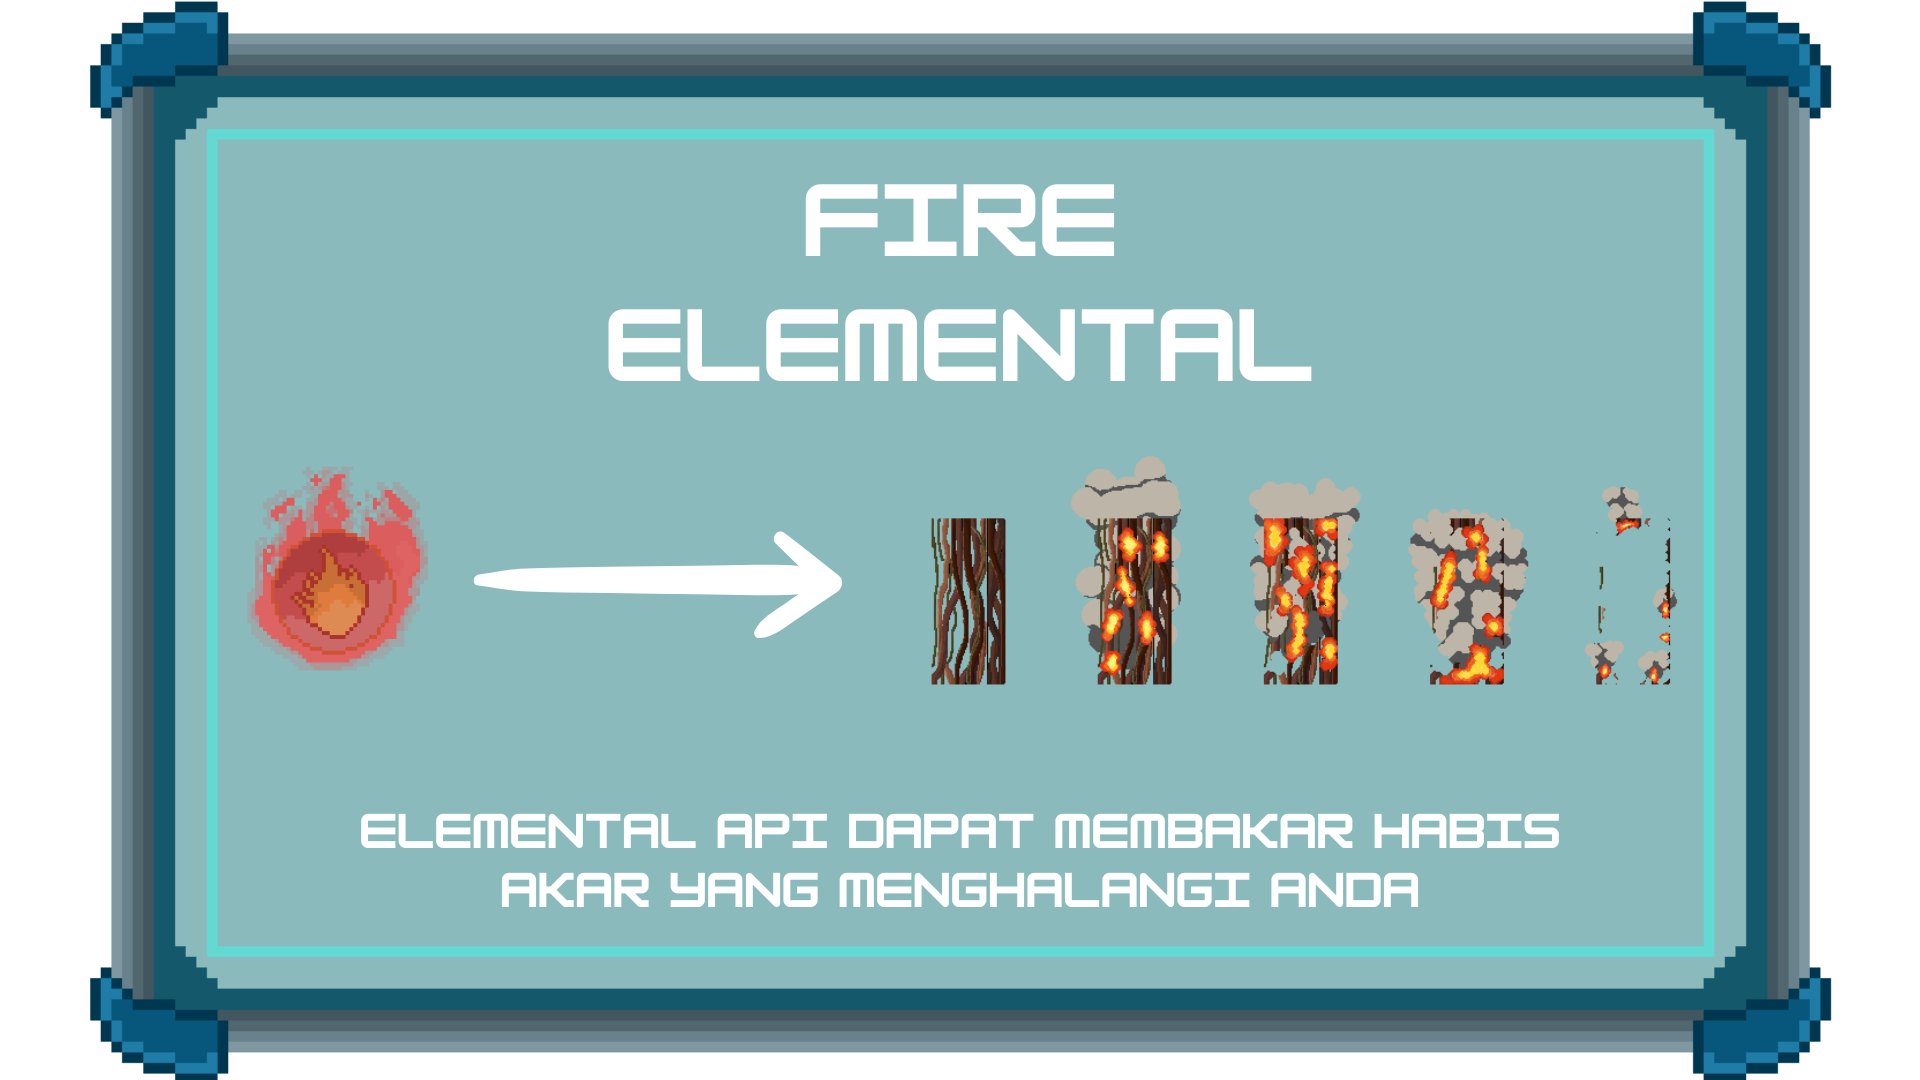 FIRE
ELEMENTAL
ELEMENTAL API DAPAT MEMBAKAR HABIS
AKAR YANG MENGHALANGI ANDA